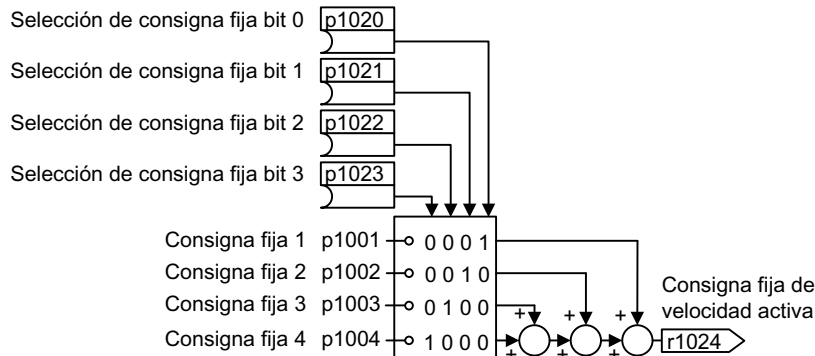 Selección de consigna fija bit 0 p1020
Selección de consigna fija bit 1 p1021
Selección de consigna fija bit 2 p1022
Selección de consigna fija bit 3 p1023
Consigna fija 1 p1001 0 0 0 1
Consigna fija 2 p1002 0 0 1 0
Consigna fija 3 p1003 0 1 0 0
Consigna fija 4 p1004 1 0 0 0
+ + +
+ + +
Consigna fija de
velocidad activa
r1024